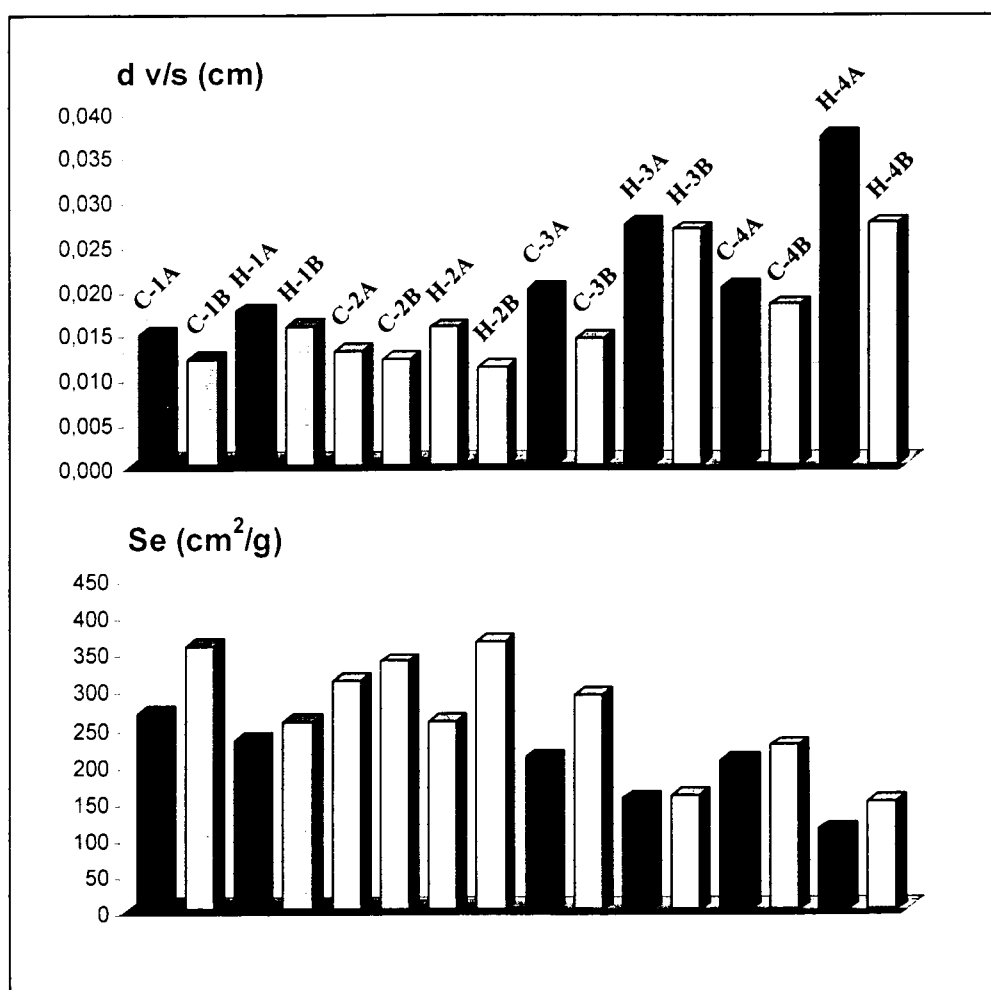 d v/s (cm)
0,040
0,035
0,030
0,025
0,020
0,015
0,010
0,005
0,000
C-1A
C-1B
H-1A
H-1B
C-2A
C-2B
H-2A
H-2B
C-3A
C-3B
H-3A
H-3B
C-4A
C-4B
H-4A
H-4B
Se (cm²/g)
450
400
350
300
250
200
150
100
50
0